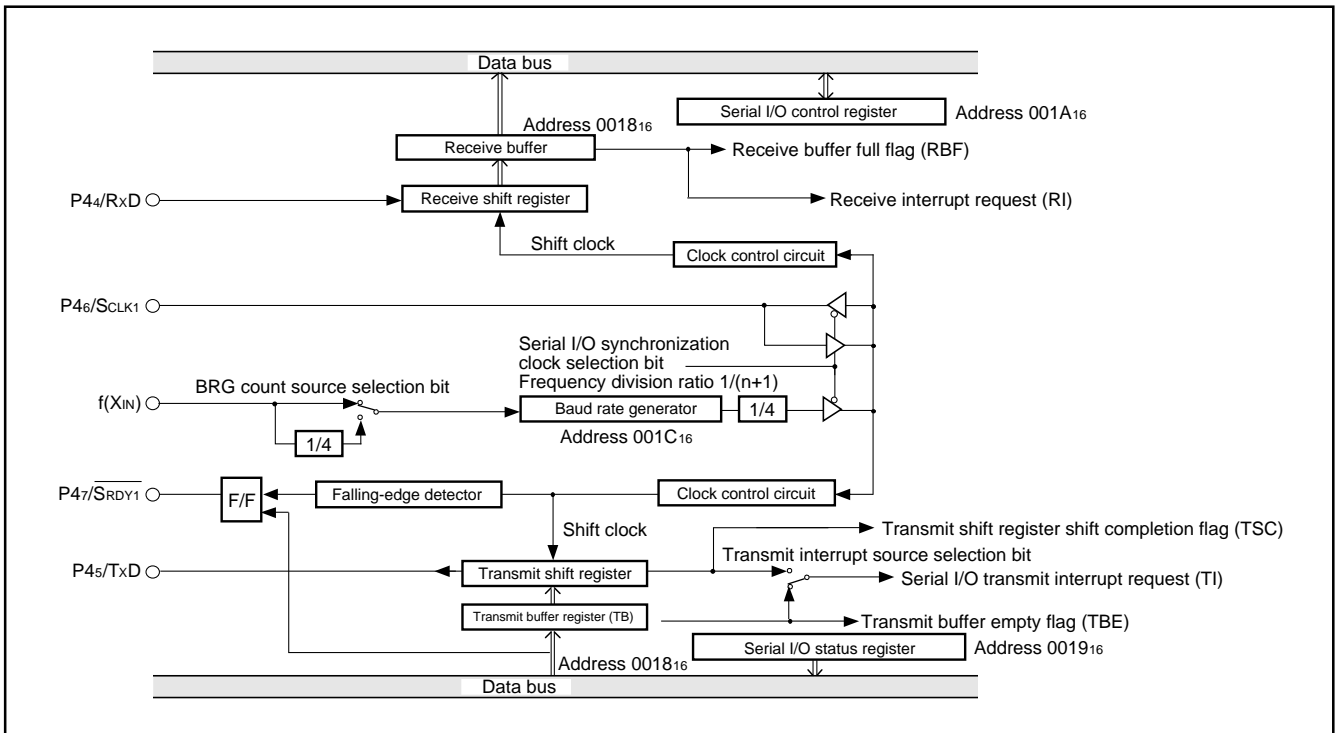 Data bus
Serial I/O control register
Address 001A16
Address 001816
Receive buffer
Receive buffer full flag (RBF)
P44/RxD
Receive shift register
Receive interrupt request (RI)
Shift clock
Clock control circuit
P46/SCLK1
Serial I/O synchronization
clock selection bit
BRG count source selection bit
Frequency division ratio 1/(n+1)
f(XIN)
Baud rate generator
1/4
1/4
Address 001C16
P47/SRDY1
F/F
Falling-edge detector
Clock control circuit
Shift clock
Transmit shift register shift completion flag (TSC)
Transmit interrupt source selection bit
P45/TxD
Transmit shift register
Serial I/O transmit interrupt request (TI)
Transmit buffer register (TB)
Transmit buffer empty flag (TBE)
Serial I/O status register
Address 001916
Address 001816
Data bus